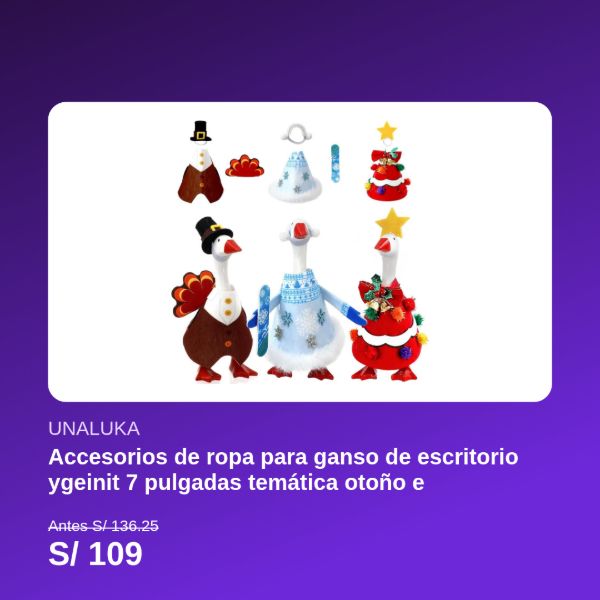 UNALUKA
Accesorios de ropa para ganso de escritorio
ygeinit 7 pulgadas temática otoño e
Antes S/ 136.25
S/ 109